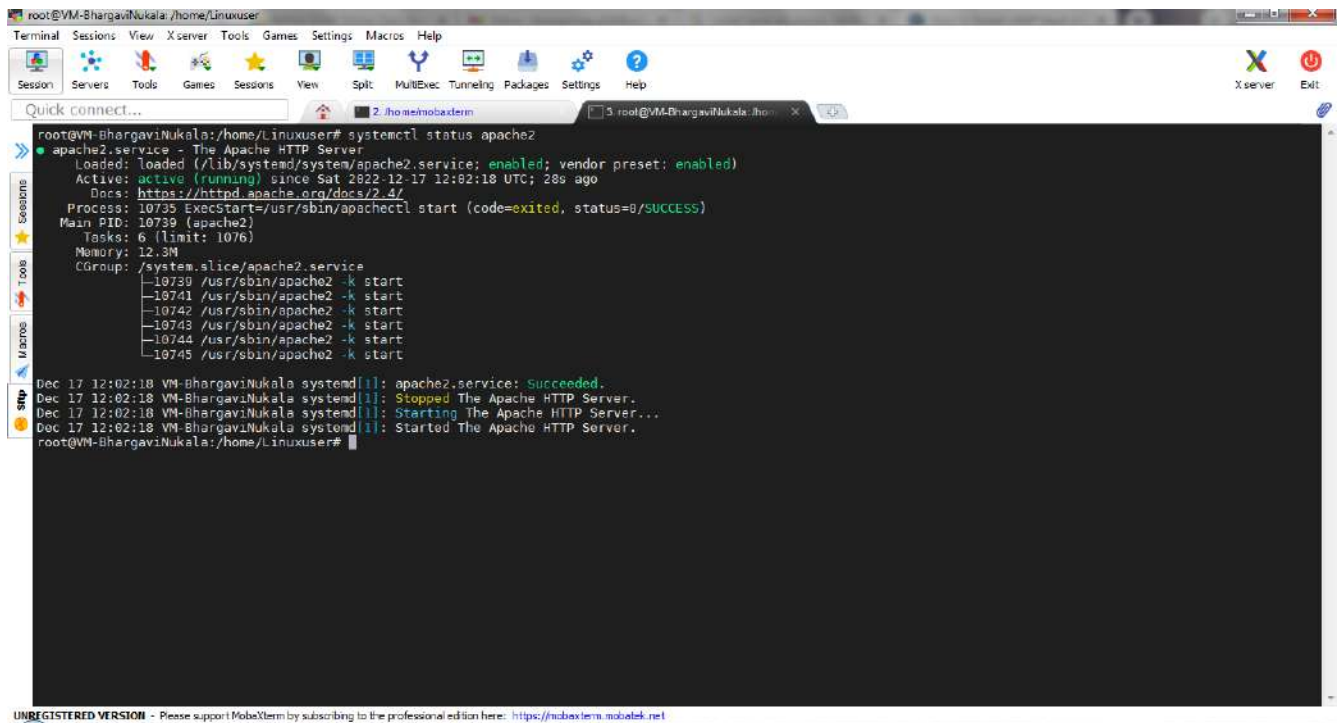 root@VM-BhargaviNukala: /home/Linuxuser
Terminal Sessions View X server Tools Games Settings Macros Help
Session Servers Tools Games Sessions View Split MultiExec Tunneling Packages Settings Help X server Exit
Quick connect...
2. /home/mobaxterm
root@VM-BhargaviNukala: /hom
root@VM-BhargaviNukala:/home/Linuxuser# systemctl status apache2
● apache2.service - The Apache HTTP Server
Loaded: loaded (/lib/systemd/system/apache2.service; enabled; vendor preset: enabled)
Active: active (running) since Sat 2022-12-17 12:02:18 UTC; 28s ago
Docs: https://httpd.apache.org/docs/2.4/
Process: 10735 ExecStart=/usr/sbin/apachectl start (code=exited, status=0/SUCCESS)
Main PID: 10739 (apache2)
Tasks: 6 (limit: 1076)
Memory: 12.3M
CGroup: /system.slice/apache2.service
├─10739 /usr/sbin/apache2 -k start
├─10741 /usr/sbin/apache2 -k start
├─10742 /usr/sbin/apache2 -k start
├─10743 /usr/sbin/apache2 -k start
├─10744 /usr/sbin/apache2 -k start
└─10745 /usr/sbin/apache2 -k start
Dec 17 12:02:18 VM-BhargaviNukala systemd[1]: apache2.service: Succeeded.
Dec 17 12:02:18 VM-BhargaviNukala systemd[1]: Stopped The Apache HTTP Server.
Dec 17 12:02:18 VM-BhargaviNukala systemd[1]: Starting The Apache HTTP Server...
Dec 17 12:02:18 VM-BhargaviNukala systemd[1]: Started The Apache HTTP Server.
root@VM-BhargaviNukala:/home/Linuxuser#
Sessions
Tools
Macros
Sftp
UNREGISTERED VERSION - Please support MobaXterm by subscribing to the professional edition here: https://mobaxterm.mobatek.net